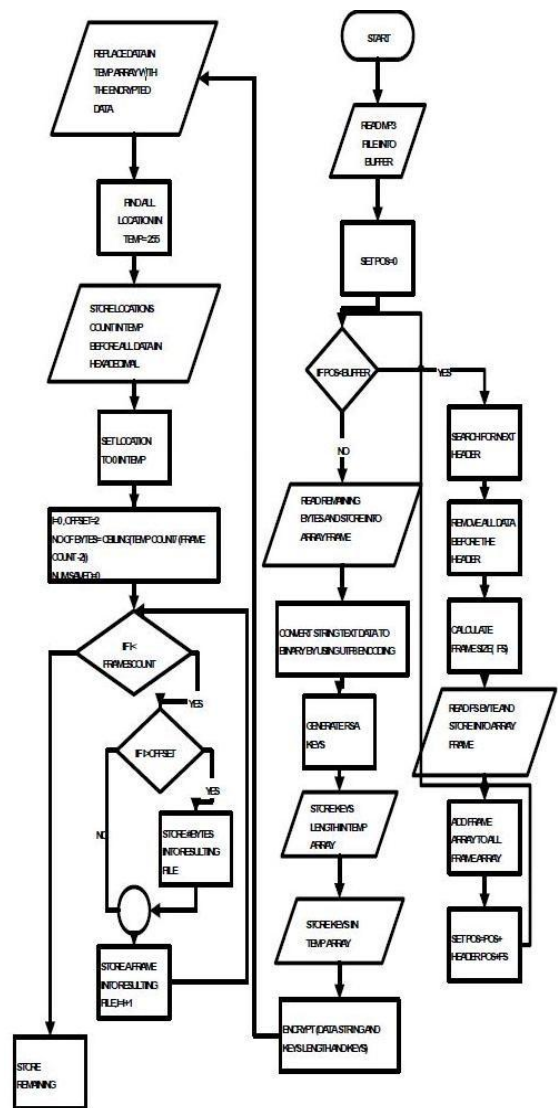 START
READ MP3
FILE INTO
BUFFER
SET POS=0
IF POS<BUFFER
YES
NO
SEARCH FOR NEXT
HEADER
REMOVE ALL DATA
BEFORE THE
HEADER
CALCULATE
FRAME SIZE( FS)
READ FS BYTE AND
STORE INTO ARRAY
FRAME
ADD FRAME
ARRAY TO ALL
FRAME ARRAY
SET POS=POS+
HEADER POS+FS
READ REMAINING
BYTES AND STORE INTO
ARRAY FRAME
CONVERT STRING TEXT DATA TO
BINARY BY USING UTF8 ENCODING
GENERATE RSA
KEYS
STORE KEYS
LENGTH IN TEMP
ARRAY
STORE KEYS IN
TEMP ARRAY
ENCRYPT (DATA STRING AND
KEYS LENGTH AND KEYS)
REPLACE DATA IN
TEMP ARRAY WITH
THE ENCRYPTED
DATA
FIND ALL
LOCATION IN
TEMP=255
STORE LOCATIONS
COUNT IN TEMP
BEFORE ALL DATA IN
HEXADECIMAL
SET LOCATION
TO 0 IN TEMP
I=0, OFFSET=2
NO OF BYTES= CEILING(TEMP COUNT/ (FRAME
COUNT -2))
NUM SAVED=0
IF I<
FRAMES COUNT
YES
IF I>OFFSET
YES
NO
STORE #BYTES
INTO RESULTING
FILE
STORE A FRAME
INTO RESULTING
FILE,I=I+1
STORE
REMAINING